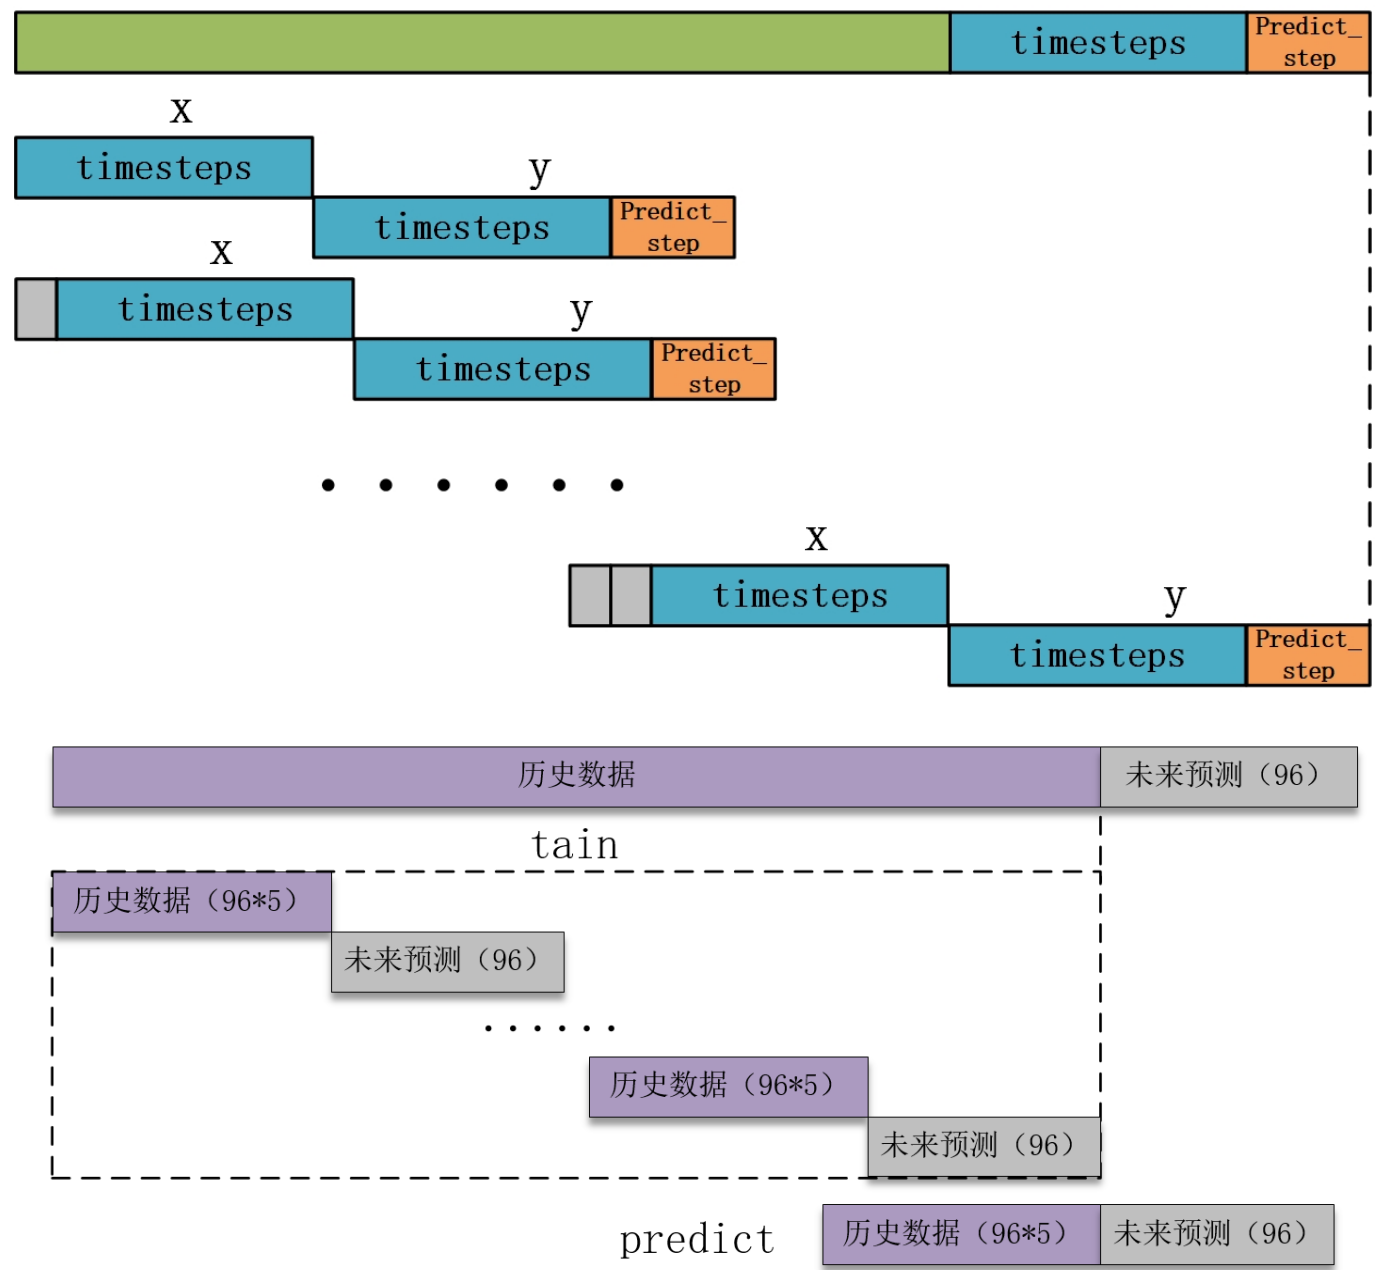 timesteps
Predict_
step
x
timesteps
y
timesteps
Predict_
step
x
timesteps
y
timesteps
Predict_
step
x
timesteps
y
timesteps
Predict_
step
历史数据
未来预测（96）
tain
历史数据（96*5）
未来预测（96）
......
历史数据（96*5）
未来预测（96）
predict
历史数据（96*5）
未来预测（96）